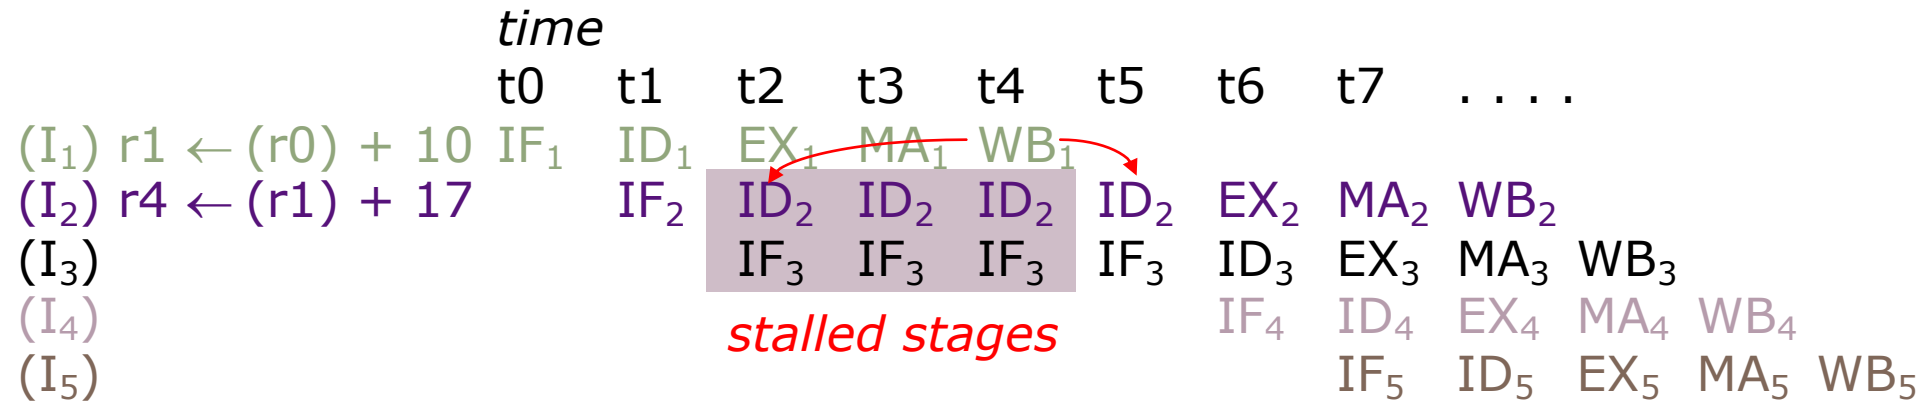 time
t0 t1 t2 t3 t4 t5 t6 t7 . . . .
(I₁) r1 ← (r0) + 10 IF₁ ID₁ EX₁ MA₁ WB₁
(I₂) r4 ← (r1) + 17 IF₂ ID₂ ID₂ ID₂ ID₂ EX₂ MA₂ WB₂
(I₃) IF₃ IF₃ IF₃ IF₃ ID₃ EX₃ MA₃ WB₃
(I₄) IF₄ ID₄ EX₄ MA₄ WB₄
stalled stages
(I₅) IF₅ ID₅ EX₅ MA₅ WB₅